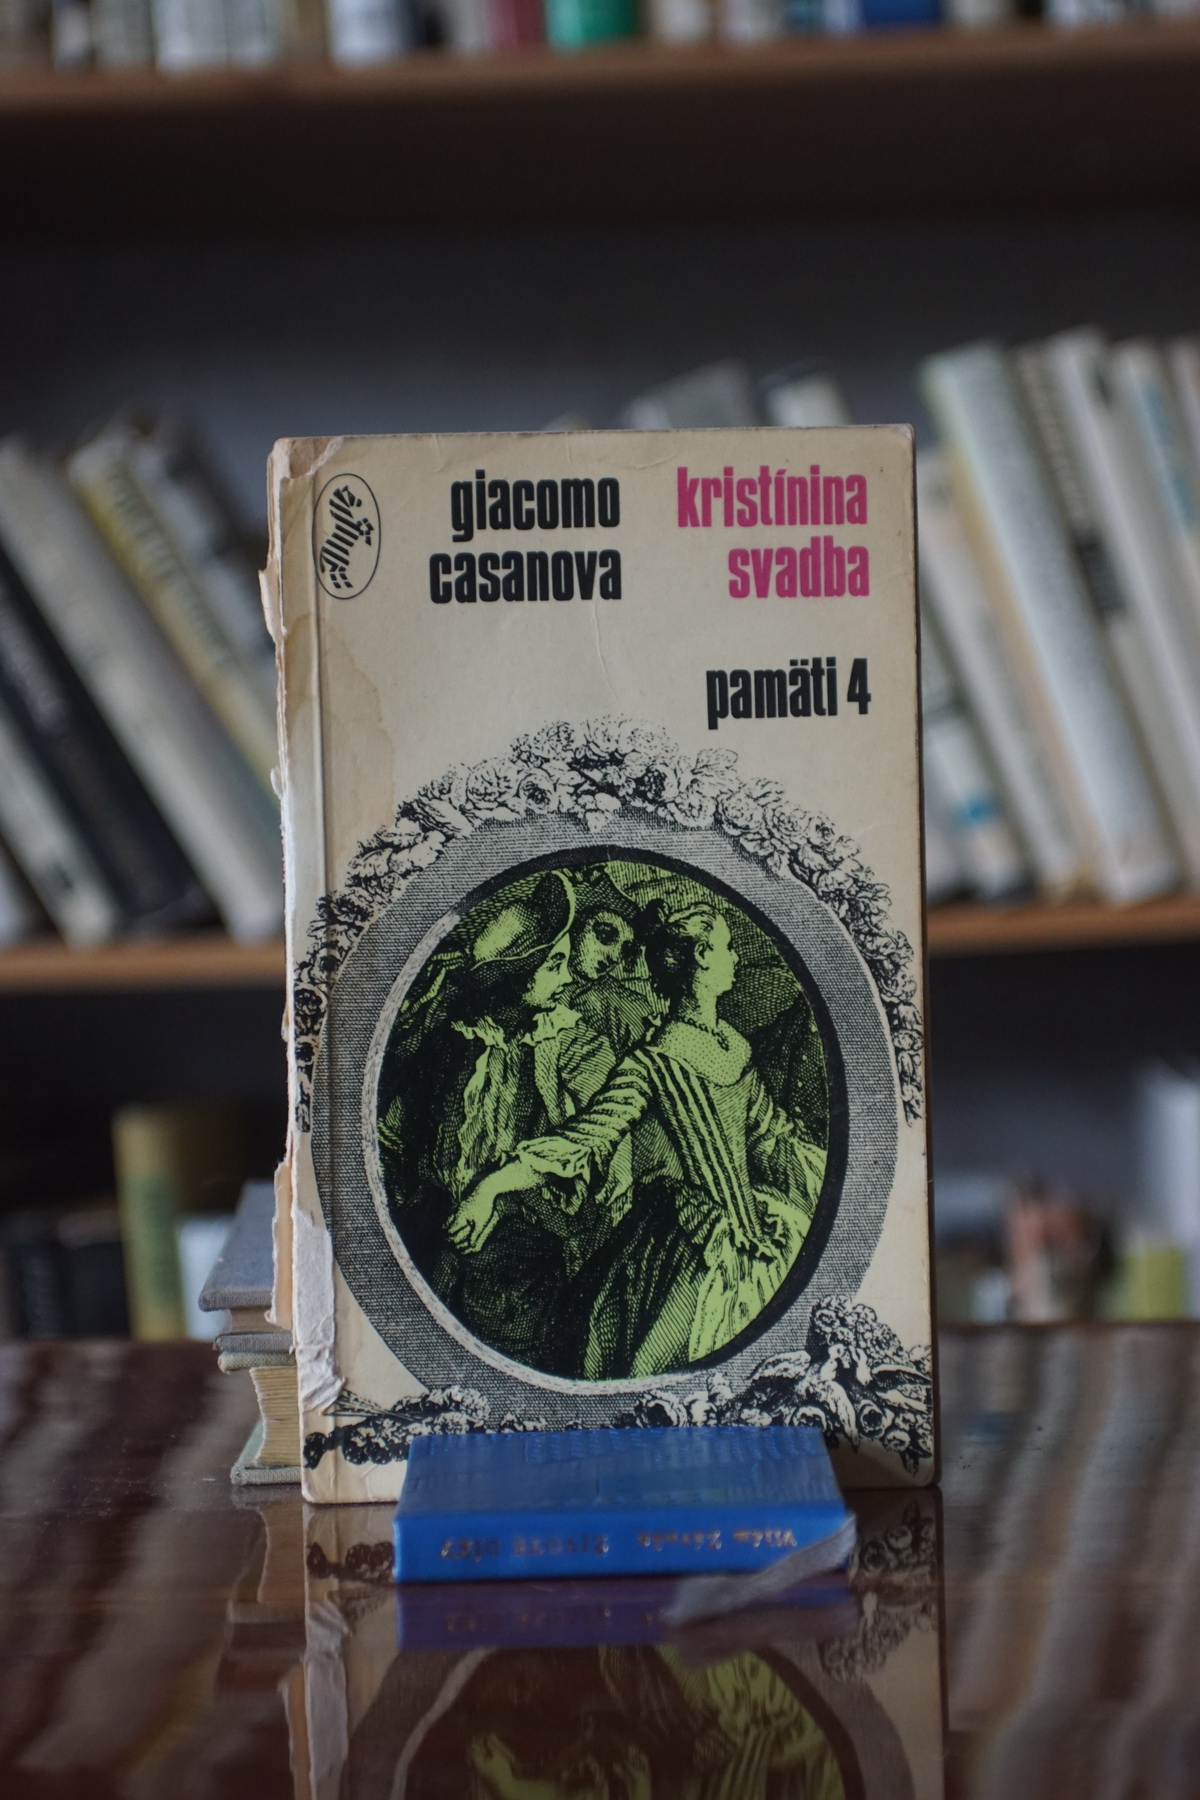 giacomo
casanova
kristínina
svadba
pamäti 4